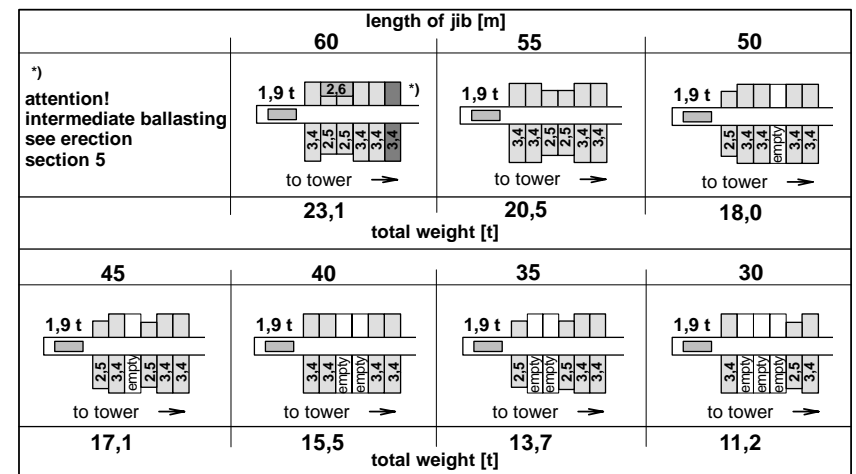 length of jib [m]
60 55 50
*)
attention!
intermediate ballasting
see erection
section 5
1,9 t 2,6 *)
3,4 2,5 2,5 3,4 3,4 3,4
to tower
1,9 t
3,4 3,4 2,5 2,5 3,4 3,4
to tower
1,9 t
2,5 3,4 3,4 empty 3,4 3,4
to tower
23,1 20,5 18,0
total weight [t]
45 40 35 30
1,9 t
2,5 3,4 empty 2,5 3,4 3,4
to tower
1,9 t
3,4 3,4 empty empty 3,4 3,4
to tower
1,9 t
2,5 empty empty 2,5 3,4 3,4
to tower
1,9 t
3,4 empty empty empty 2,5 3,4
to tower
17,1 15,5 13,7 11,2
total weight [t]